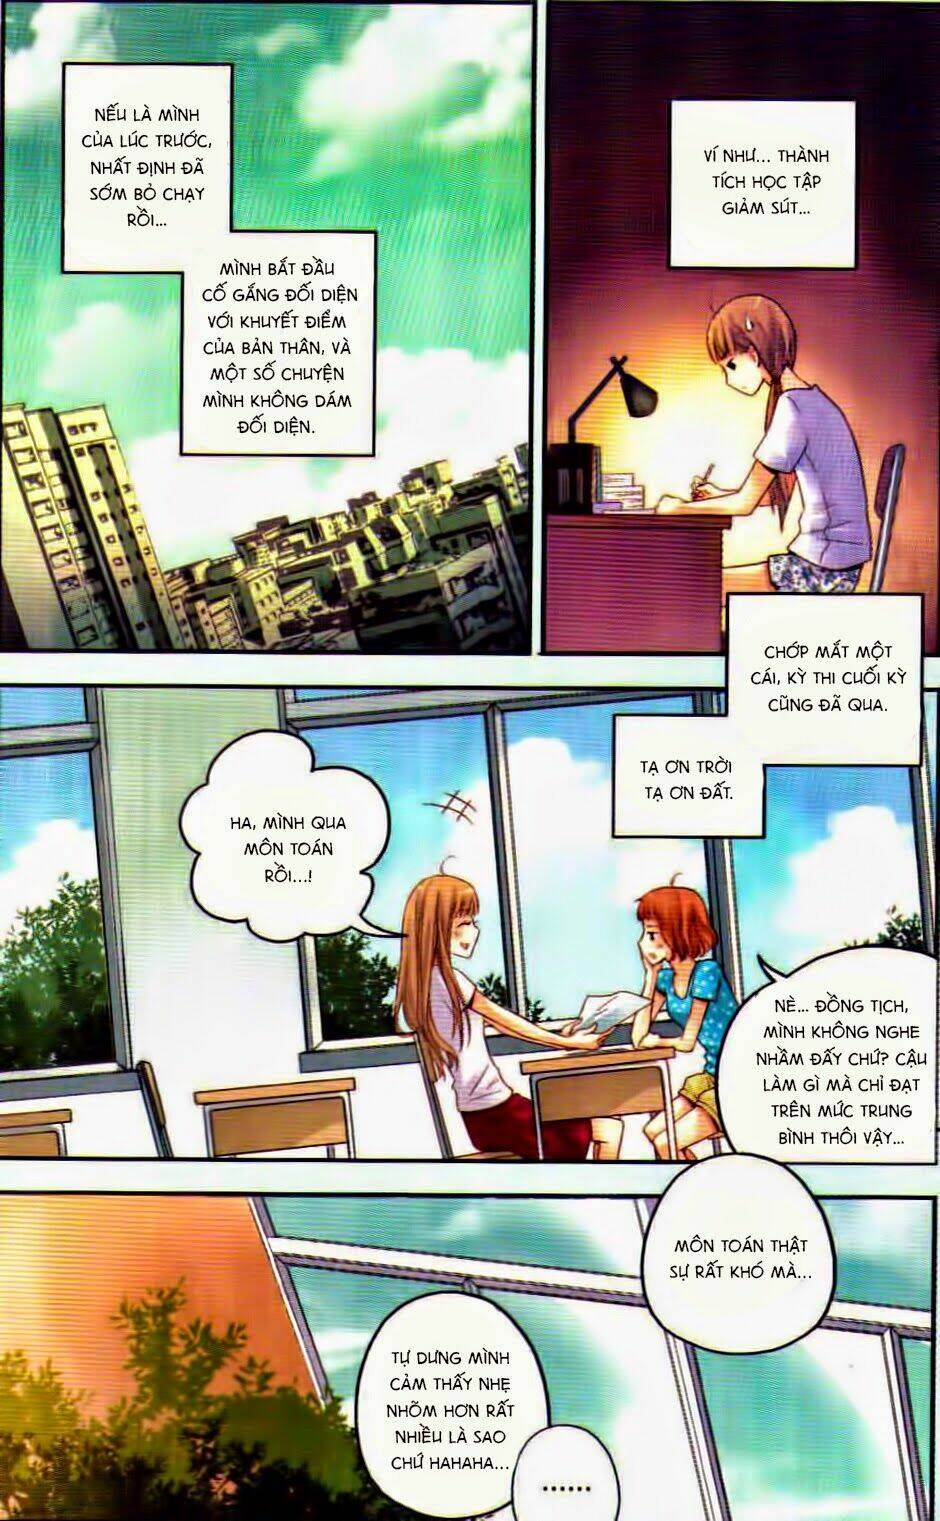 NẾU LÀ MÌNH
CỦA LÚC TRƯỚC,
NHẤT ĐỊNH ĐÃ
SỚM BỎ CHẠY
RỒI...
MÌNH BẮT ĐẦU
CỐ GẮNG ĐỐI DIỆN
VỚI KHUYẾT ĐIỂM
CỦA BẢN THÂN, VÀ
MỘT SỐ CHUYỆN
MÌNH KHÔNG DÁM
ĐỐI DIỆN.
VÍ NHƯ... THÀNH
TÍCH HỌC TẬP
GIẢM SÚT...
CHỚP MẮT MỘT
CÁI, KỲ THI CUỐI KỲ
CŨNG ĐÃ QUA.
TẠ ƠN TRỜI
TẠ ƠN ĐẤT.
HA, MÌNH QUA
MÔN TOÁN
RỒI...!
NÈ... ĐỒNG TỊCH,
MÌNH KHÔNG NGHE
NHẦM ĐẤY CHỨ? CẬU
LÀM GÌ MÀ CHỈ ĐẠT
TRÊN MỨC TRUNG
BÌNH THÔI VẬY...
MÔN TOÁN THẬT
SỰ RẤT KHÓ MÀ...
TỰ DƯNG MÌNH
CẢM THẤY NHẸ
NHÕM HƠN RẤT
NHIỀU LÀ SAO
CHỨ HAHAHA...
......